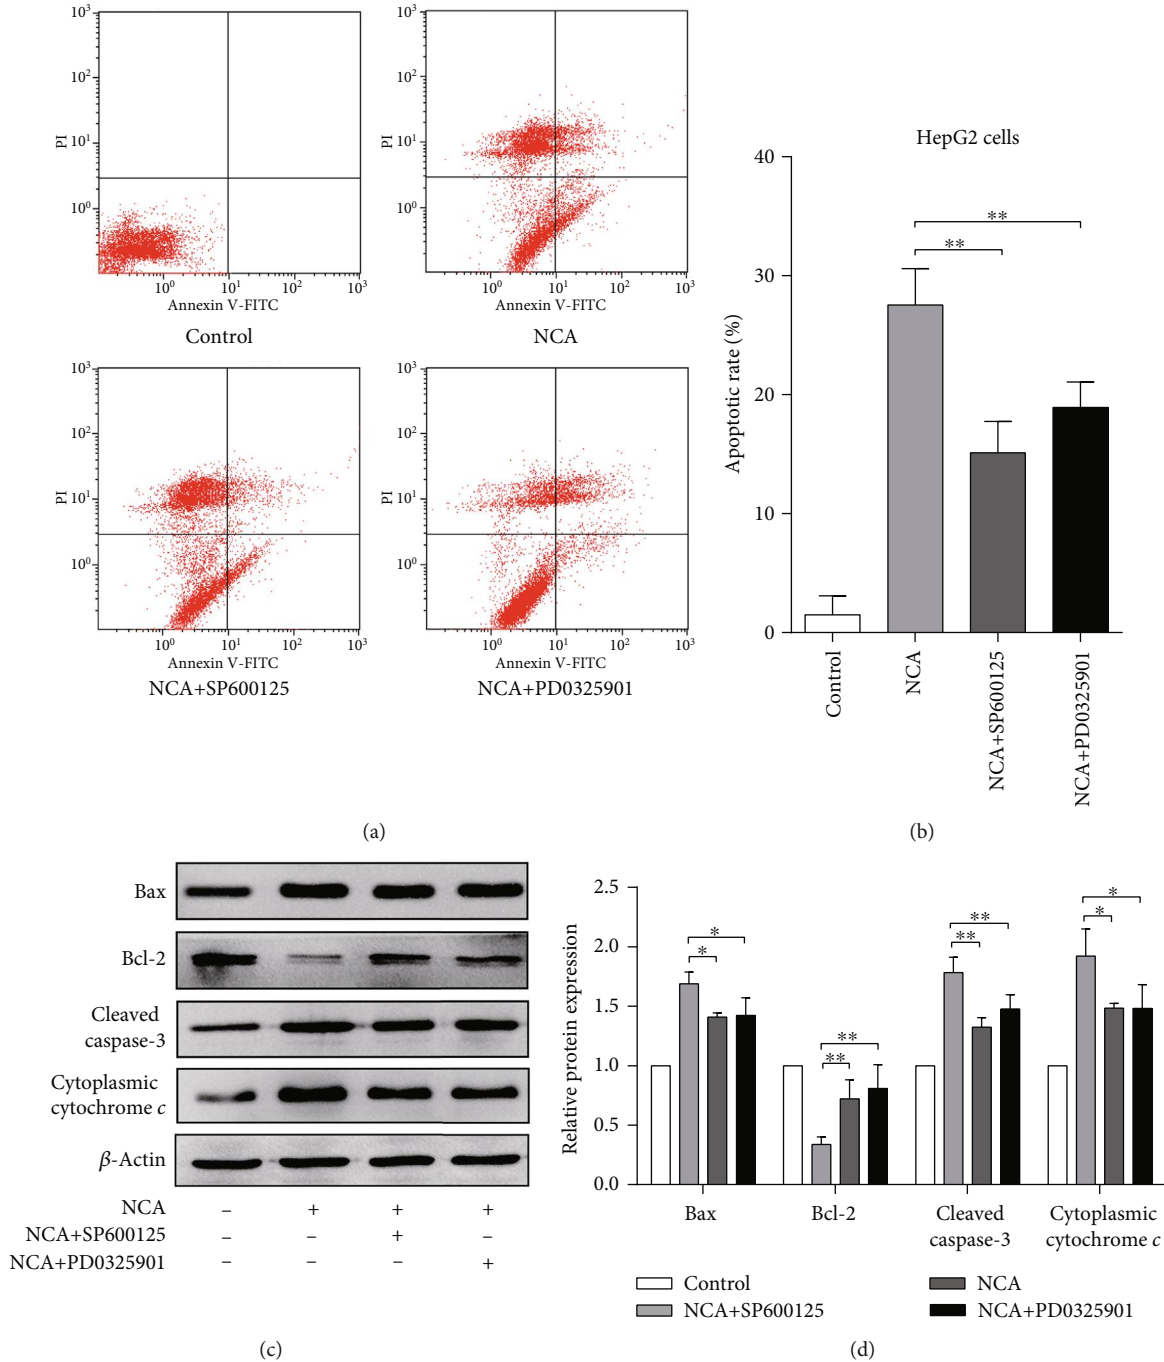 10³
10²
10¹
10⁰
PI
10⁰ 10¹ 10² 10³
Annexin V-FITC
Control
10³
10²
10¹
10⁰
PI
10⁰ 10¹ 10² 10³
Annexin V-FITC
NCA
10³
10²
10¹
10⁰
PI
10⁰ 10¹ 10² 10³
Annexin V-FITC
NCA+SP600125
10³
10²
10¹
10⁰
PI
10⁰ 10¹ 10² 10³
Annexin V-FITC
NCA+PD0325901
(a)
HepG2 cells
40
30
20
10
0
Apoptotic rate (%)
**
**
Control
NCA
NCA+SP600125
NCA+PD0325901
(b)
Bax
Bcl-2
Cleaved
caspase-3
Cytoplasmic
cytochrome c
β-Actin
NCA – + + +
NCA+SP600125 – – + –
NCA+PD0325901 – – – +
(c)
2.5
2.0
1.5
1.0
0.5
0.0
Relative protein expression
*
*
**
**
**
**
*
*
Bax
Bcl-2
Cleaved
caspase-3
Cytoplasmic
cytochrome c
Control
NCA
NCA+SP600125
NCA+PD0325901
(d)